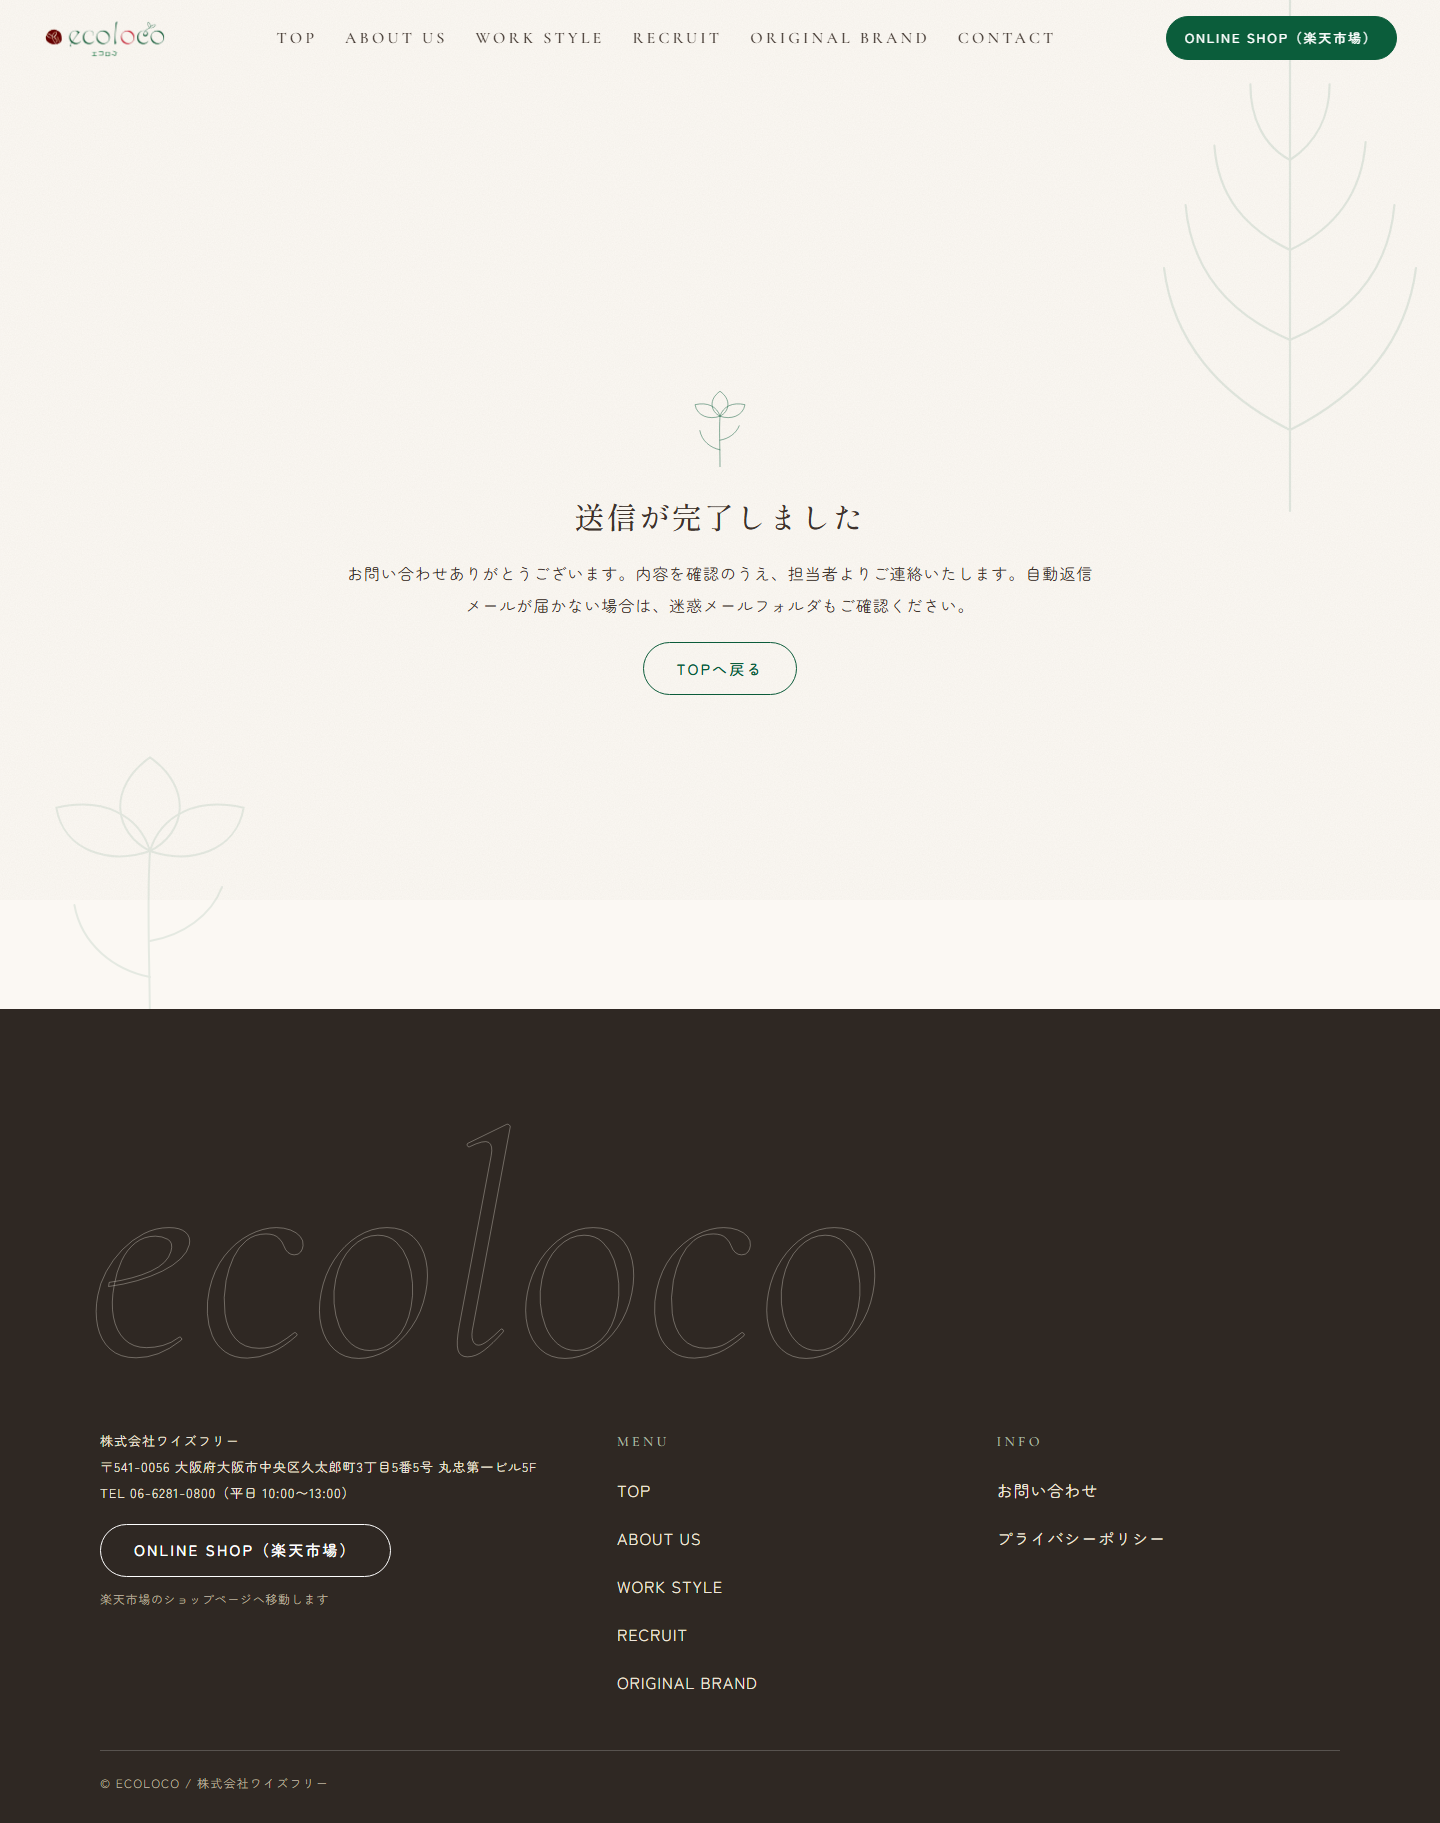 ecoloco
エコロコ
TOP
ABOUT US
WORK STYLE
RECRUIT
ORIGINAL BRAND
CONTACT
ONLINE SHOP（楽天市場）
送信が完了しました
お問い合わせありがとうございます。内容を確認のうえ、担当者よりご連絡いたします。自動返信
メールが届かない場合は、迷惑メールフォルダもご確認ください。
TOPへ戻る
ecoloco
株式会社ワイズフリー
〒541-0056 大阪府大阪市中央区久太郎町3丁目5番5号 丸忠第一ビル5F
TEL 06-6281-0800（平日 10:00〜13:00）
ONLINE SHOP（楽天市場）
楽天市場のショップページへ移動します
MENU
TOP
ABOUT US
WORK STYLE
RECRUIT
ORIGINAL BRAND
INFO
お問い合わせ
プライバシーポリシー
© ECOLOCO / 株式会社ワイズフリー